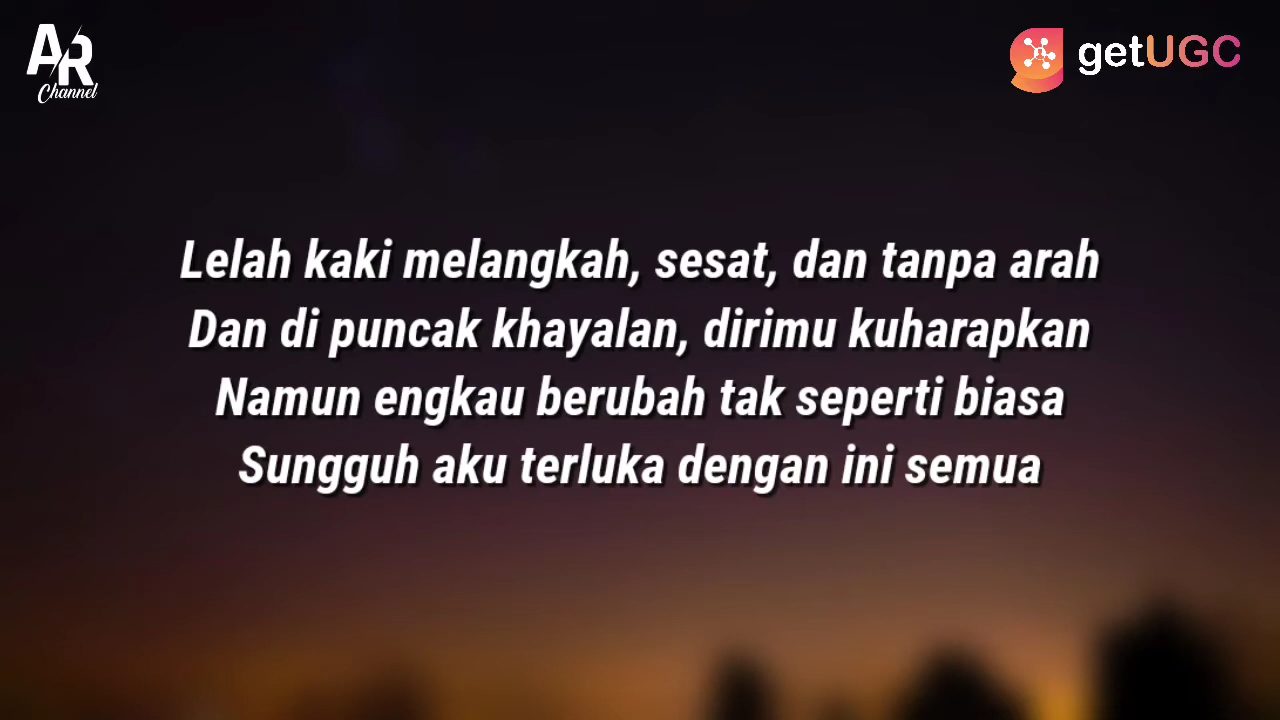 AR
Channel
getUGC
Lelah kaki melangkah, sesat, dan tanpa arah
Dan di puncak khayalan, dirimu kuharapkan
Namun engkau berubah tak seperti biasa
Sungguh aku terluka dengan ini semua